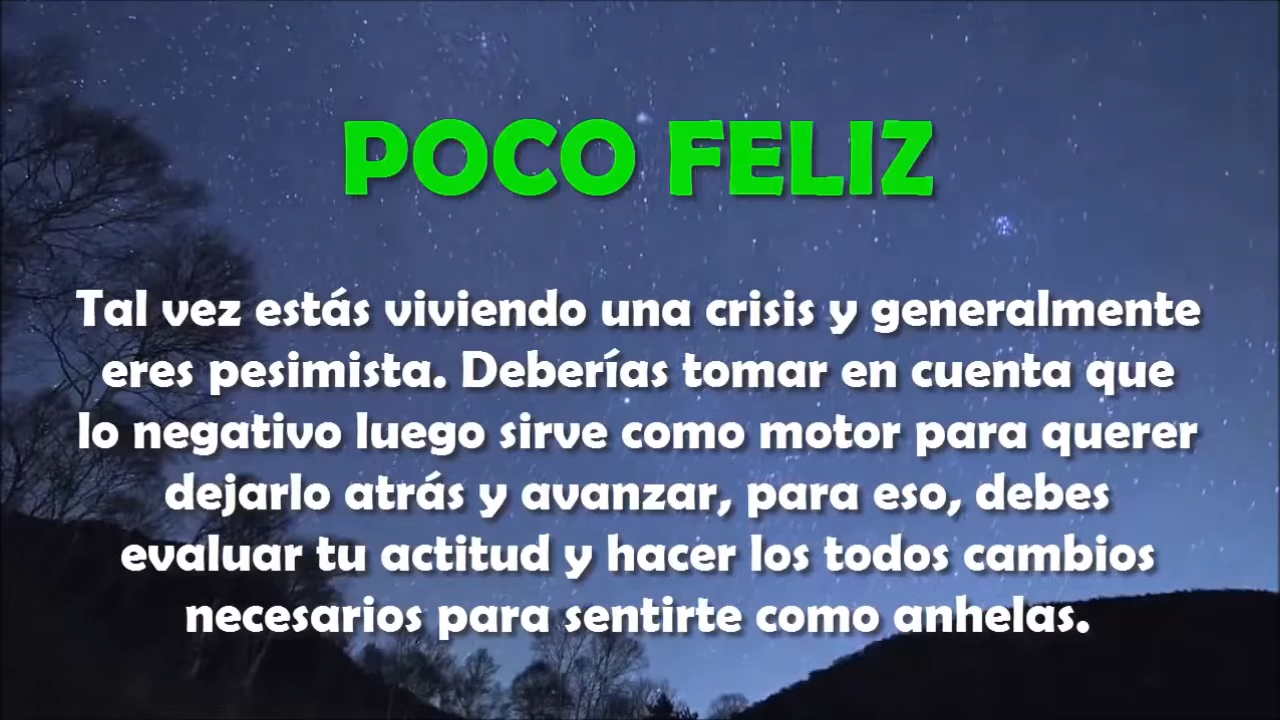 POCO FELIZ
Tal vez estás viviendo una crisis y generalmente
eres pesimista. Deberías tomar en cuenta que
lo negativo luego sirve como motor para querer
dejarlo atrás y avanzar, para eso, debes
evaluar tu actitud y hacer los todos cambios
necesarios para sentirte como anhelas.